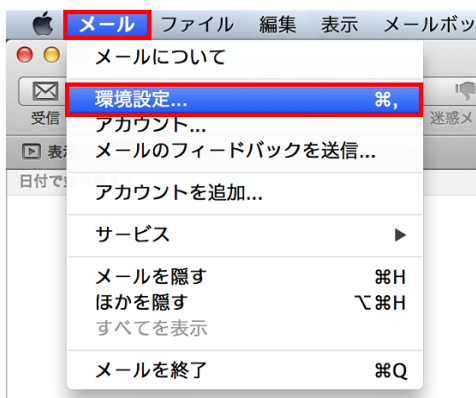 メール ファイル 編集 表示 メールボッ
メールについて
環境設定... ⌘,
アカウント...
メールのフィードバックを送信...
アカウントを追加...
サービス ▶
メールを隠す ⌘H
ほかを隠す ⌥⌘H
すべてを表示
メールを終了 ⌘Q
受信
迷惑メ
表
日付で